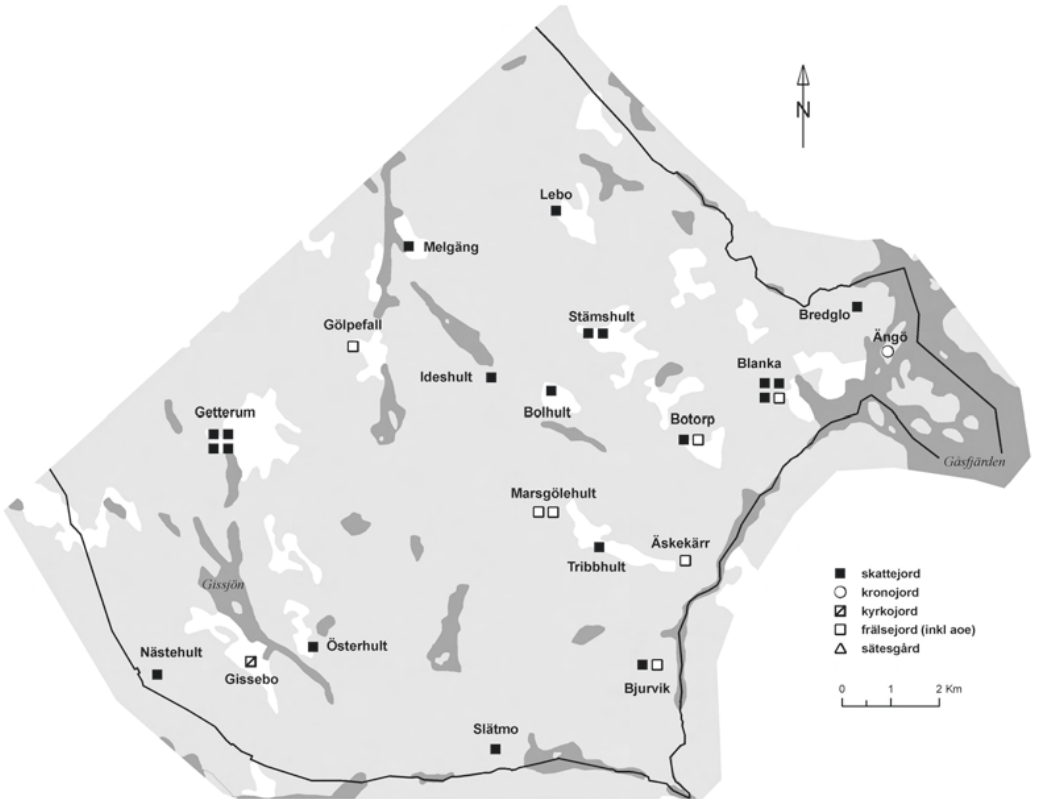 N
Lebo
Melgäng
Bredglo
Stämshult
Gölpefall
Ängö
Blanka
Ideshult
Bolhult
Getterum
Botorp
Gåsfjärden
Marsgölehult
Äskekärr
Tribbhult
Gissjön
Österhult
Nästehult
Gissebo
Bjurvik
Slätmo
skattejord
kronojord
kyrkojord
frälsejord (inkl aoe)
sätesgård
0 1 2 Km